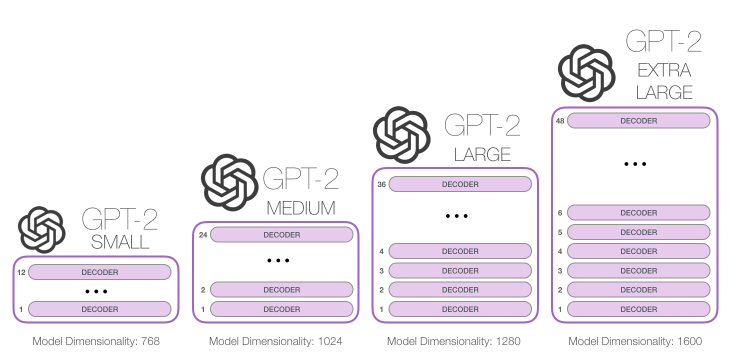 GPT-2
SMALL
12 DECODER
...
1 DECODER
Model Dimensionality: 768
GPT-2
MEDIUM
24 DECODER
...
2 DECODER
1 DECODER
Model Dimensionality: 1024
GPT-2
LARGE
36 DECODER
...
4 DECODER
3 DECODER
2 DECODER
1 DECODER
Model Dimensionality: 1280
GPT-2
EXTRA
LARGE
48 DECODER
...
6 DECODER
5 DECODER
4 DECODER
3 DECODER
2 DECODER
1 DECODER
Model Dimensionality: 1600